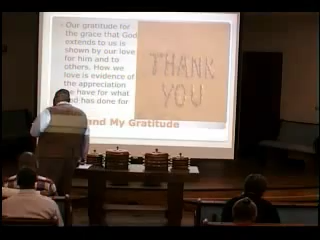 Our gratitude for
the grace that God
extends to us is
shown by our love
for him and to
others. How we
love is evidence of
the appreciation
we have for what
and has done for
THANK
YOU
and My Gratitude